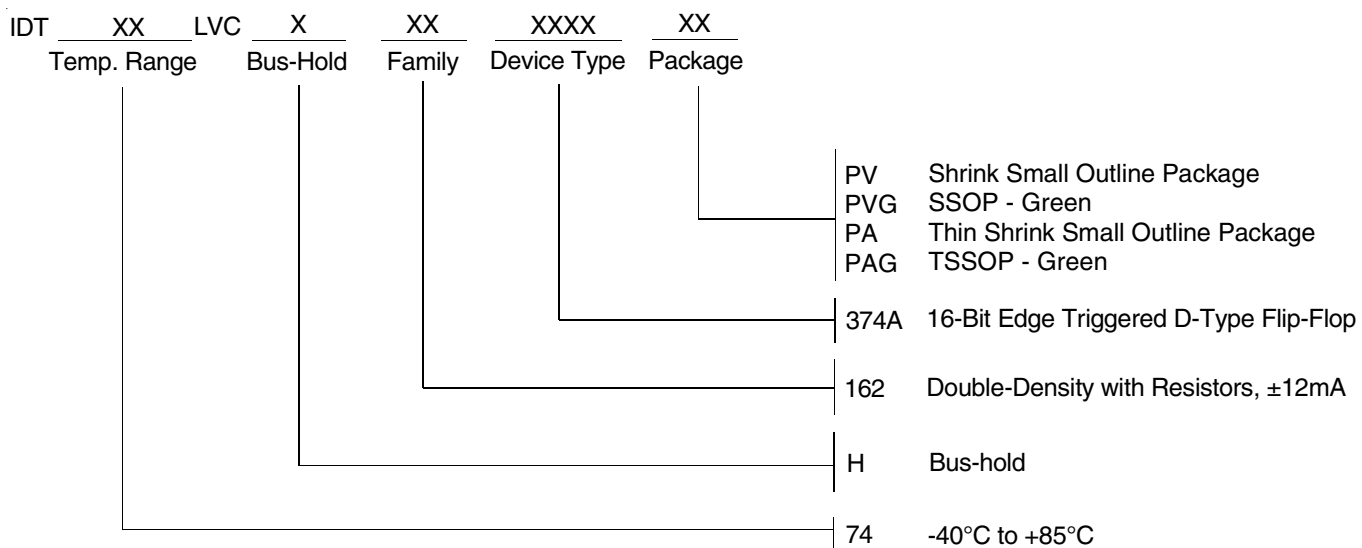 IDT XX LVC X XX XXXX XX
Temp. Range Bus-Hold Family Device Type Package
PV Shrink Small Outline Package
PVG SSOP - Green
PA Thin Shrink Small Outline Package
PAG TSSOP - Green
374A 16-Bit Edge Triggered D-Type Flip-Flop
162 Double-Density with Resistors, ±12mA
H Bus-hold
74 -40°C to +85°C